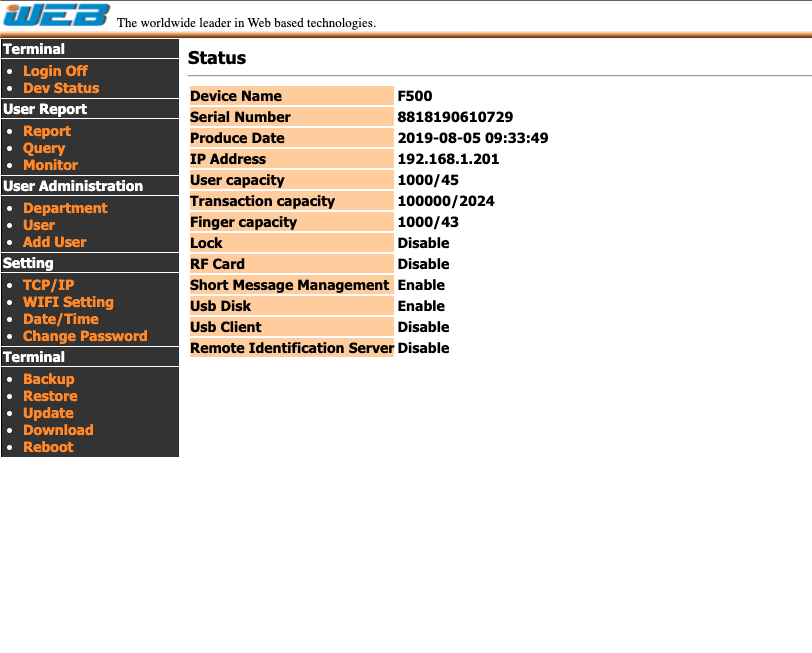 iWEB The worldwide leader in Web based technologies.
Terminal
Login Off
Dev Status
User Report
Report
Query
Monitor
User Administration
Department
User
Add User
Setting
TCP/IP
WIFI Setting
Date/Time
Change Password
Terminal
Backup
Restore
Update
Download
Reboot
Status
Device Name F500
Serial Number 8818190610729
Produce Date 2019-08-05 09:33:49
IP Address 192.168.1.201
User capacity 1000/45
Transaction capacity 100000/2024
Finger capacity 1000/43
Lock Disable
RF Card Disable
Short Message Management Enable
Usb Disk Enable
Usb Client Disable
Remote Identification Server Disable